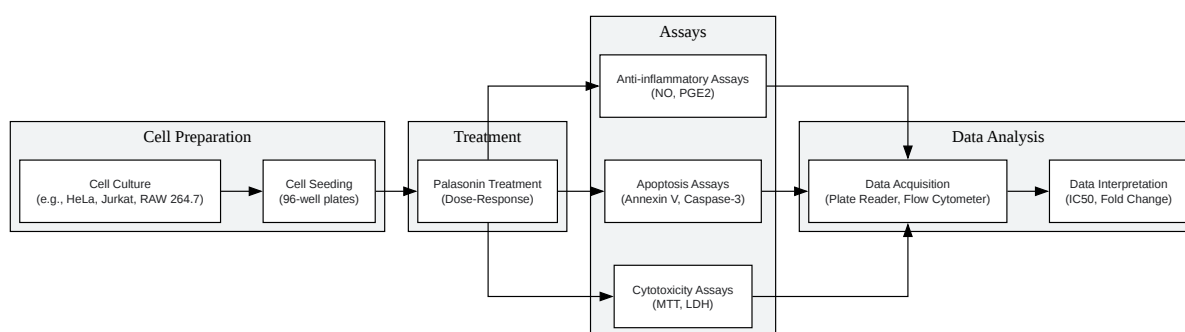 Assays
Anti-inflammatory Assays
(NO, PGE2)
Cell Preparation
Treatment
Data Analysis
Cell Culture
(e.g., HeLa, Jurkat, RAW 264.7)
Cell Seeding
(96-well plates)
Palasonin Treatment
(Dose-Response)
Apoptosis Assays
(Annexin V, Caspase-3)
Data Acquisition
(Plate Reader, Flow Cytometer)
Data Interpretation
(IC50, Fold Change)
Cytotoxicity Assays
(MTT, LDH)